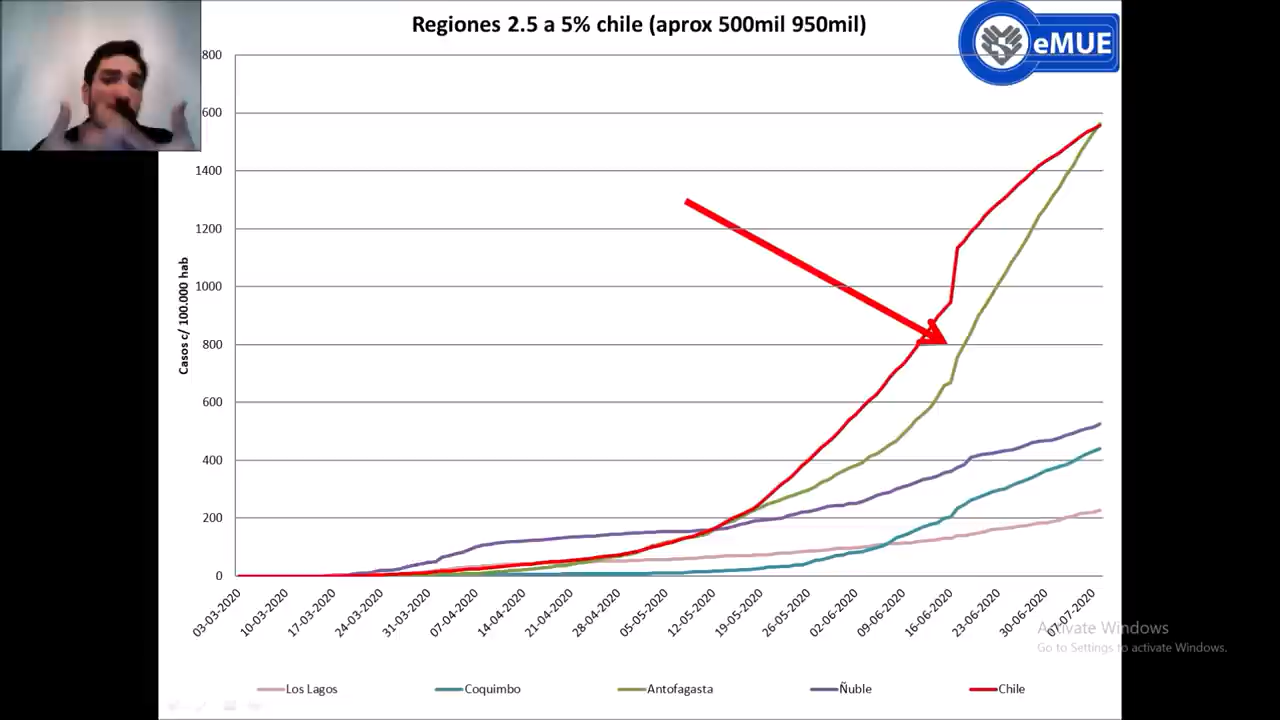 Regiones 2.5 a 5% chile (aprox 500mil 950mil)
eMUE
Casos c/ 100.000 hab
800
600
1400
1200
1000
800
600
400
200
0
03-03-2020
10-03-2020
17-03-2020
24-03-2020
31-03-2020
07-04-2020
14-04-2020
21-04-2020
28-04-2020
05-05-2020
12-05-2020
19-05-2020
26-05-2020
02-06-2020
09-06-2020
16-06-2020
23-06-2020
30-06-2020
07-07-2020
Activate Windows
Go to Settings to activate Windows.
Los Lagos
Coquimbo
Antofagasta
Ñuble
Chile